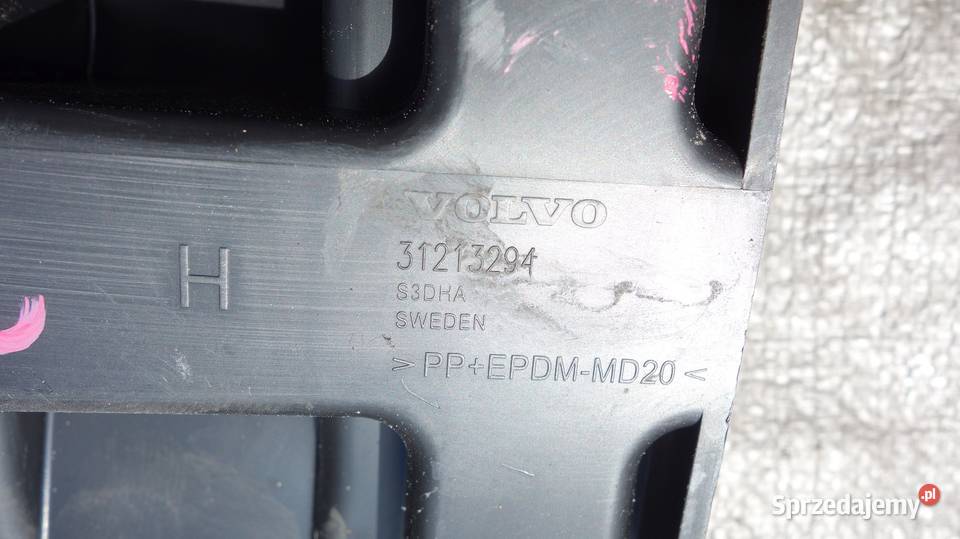 VOLVO
31213294
H
S3DHA
SWEDEN
> PP+EPDM-MD20 <
Sprzedajemy.pl